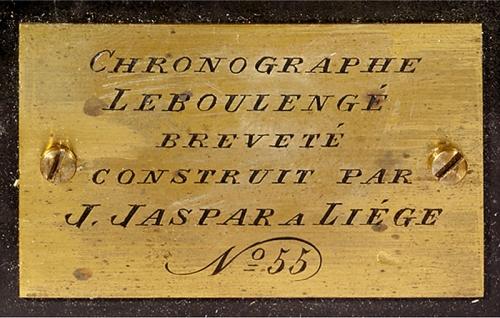 CHRONOGRAPHE
LEBOULENGÉ
BREVETÉ
CONSTRUIT PAR
J. JASPAR A LIÉGE
Nº 55